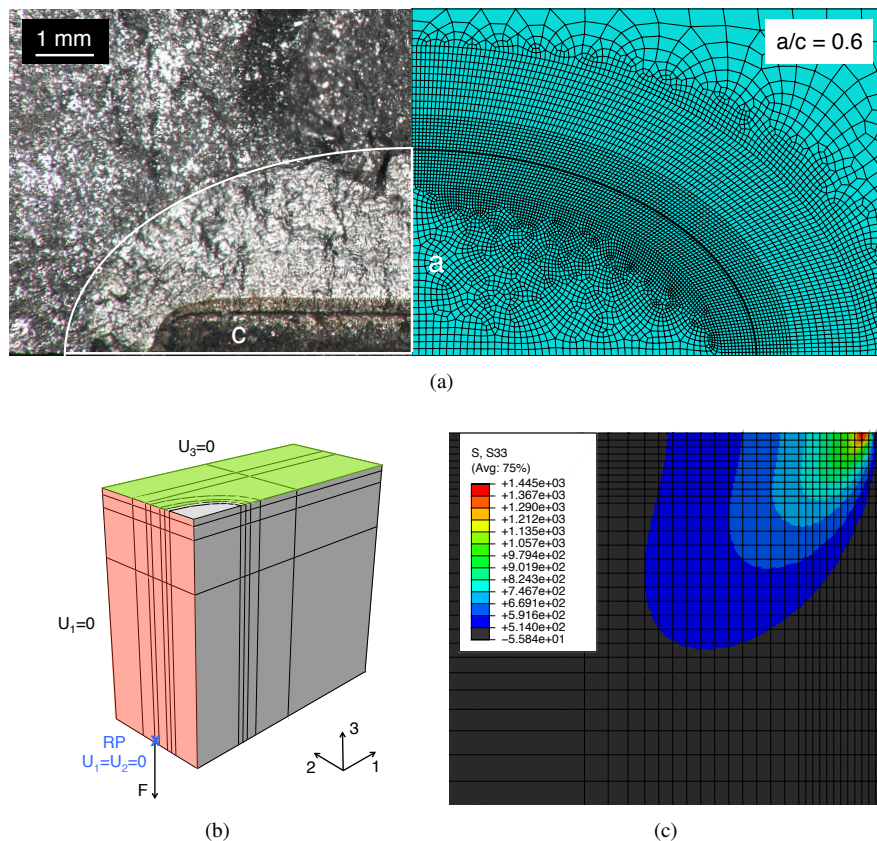 1 mm
a/c = 0.6
a
c
(a)
U3=0
U1=0
RP
U1=U2=0
F
3
2
1
(b)
S, S33
(Avg: 75%)
+1.445e+03
+1.367e+03
+1.290e+03
+1.212e+03
+1.135e+03
+1.057e+03
+9.794e+02
+9.019e+02
+8.243e+02
+7.467e+02
+6.691e+02
+5.916e+02
+5.140e+02
−5.584e+01
(c)